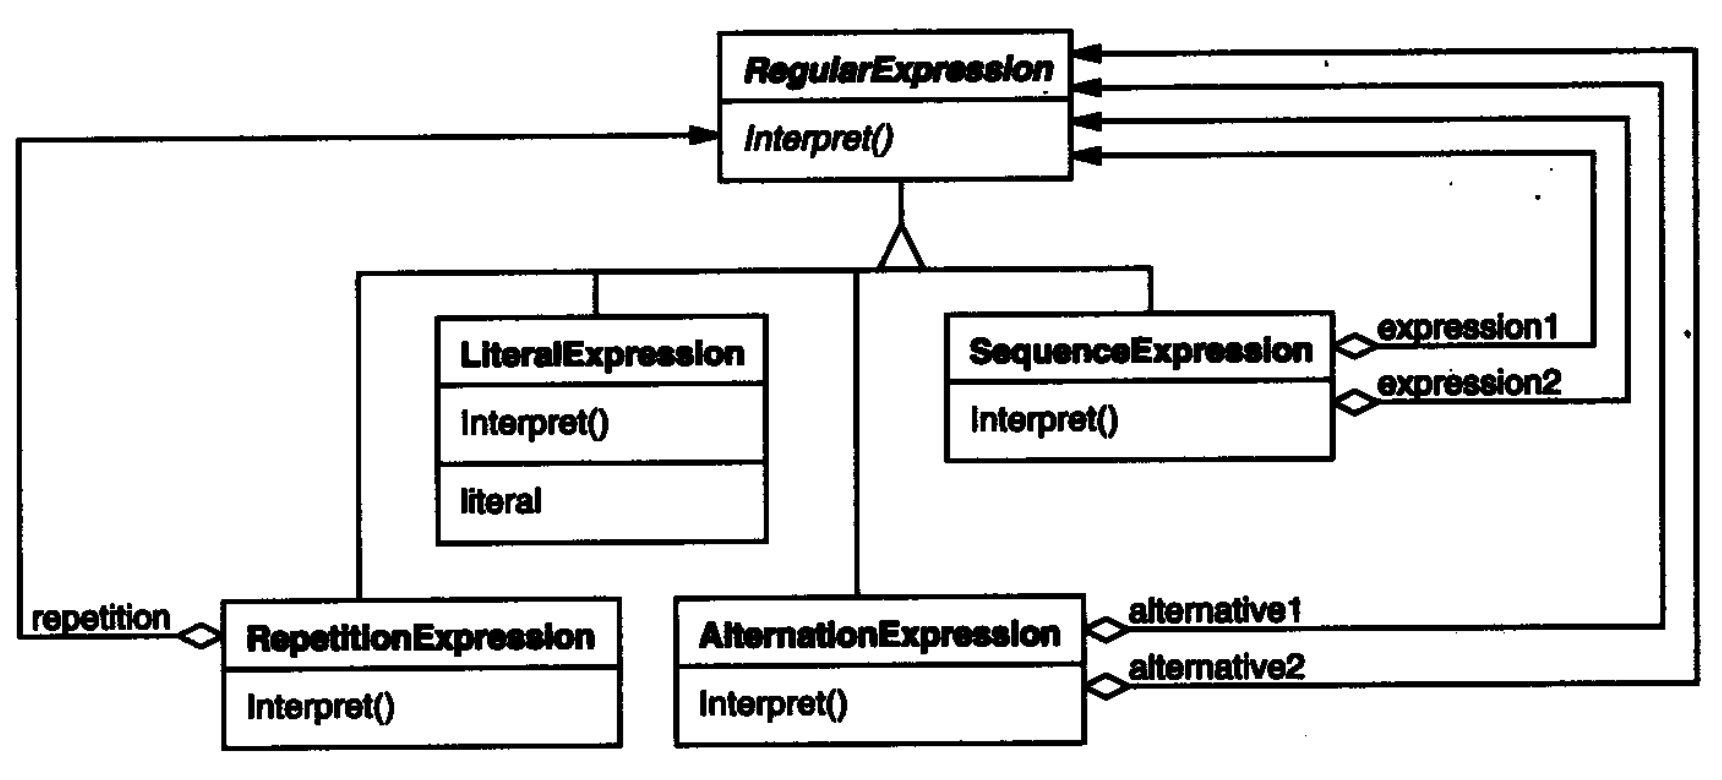 RegularExpression
Interpret()
LiteralExpression
Interpret()
literal
SequenceExpression
Interpret()
expression1
expression2
repetition
RepetitionExpression
Interpret()
AlternationExpression
Interpret()
alternative1
alternative2